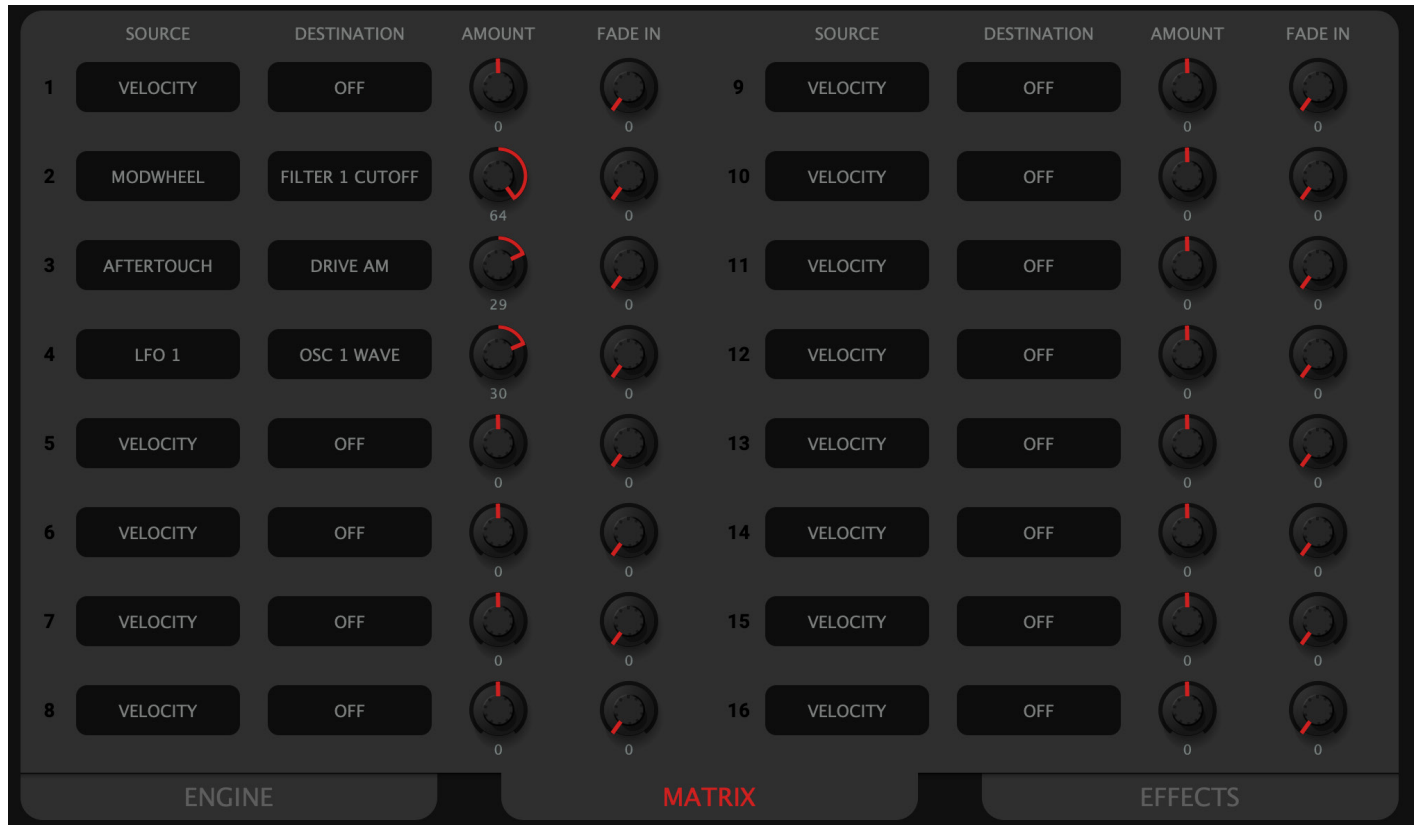 SOURCE DESTINATION AMOUNT FADE IN SOURCE DESTINATION AMOUNT FADE IN
1 VELOCITY OFF 0 0 9 VELOCITY OFF 0 0
2 MODWHEEL FILTER 1 CUTOFF 64 0 10 VELOCITY OFF 0 0
3 AFTERTOUCH DRIVE AM 29 0 11 VELOCITY OFF 0 0
4 LFO 1 OSC 1 WAVE 30 0 12 VELOCITY OFF 0 0
5 VELOCITY OFF 0 0 13 VELOCITY OFF 0 0
6 VELOCITY OFF 0 0 14 VELOCITY OFF 0 0
7 VELOCITY OFF 0 0 15 VELOCITY OFF 0 0
8 VELOCITY OFF 0 0 16 VELOCITY OFF 0 0
ENGINE MATRIX EFFECTS